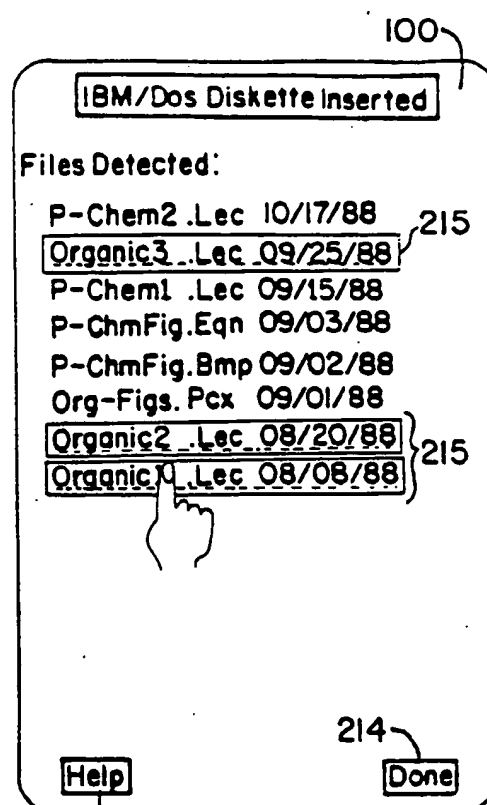 100
IBM/Dos Diskette Inserted
Files Detected:
P-Chem2 .Lec 10/17/88
215
Organic3 .Lec 09/25/88
P-Chem1 .Lec 09/15/88
P-ChmFig.Eqn 09/03/88
P-ChmFig.Bmp 09/02/88
Org-Figs. Pcx 09/01/88
Organic2 .Lec 08/20/88
215
.Lec 08/08/88
214
Help
Done